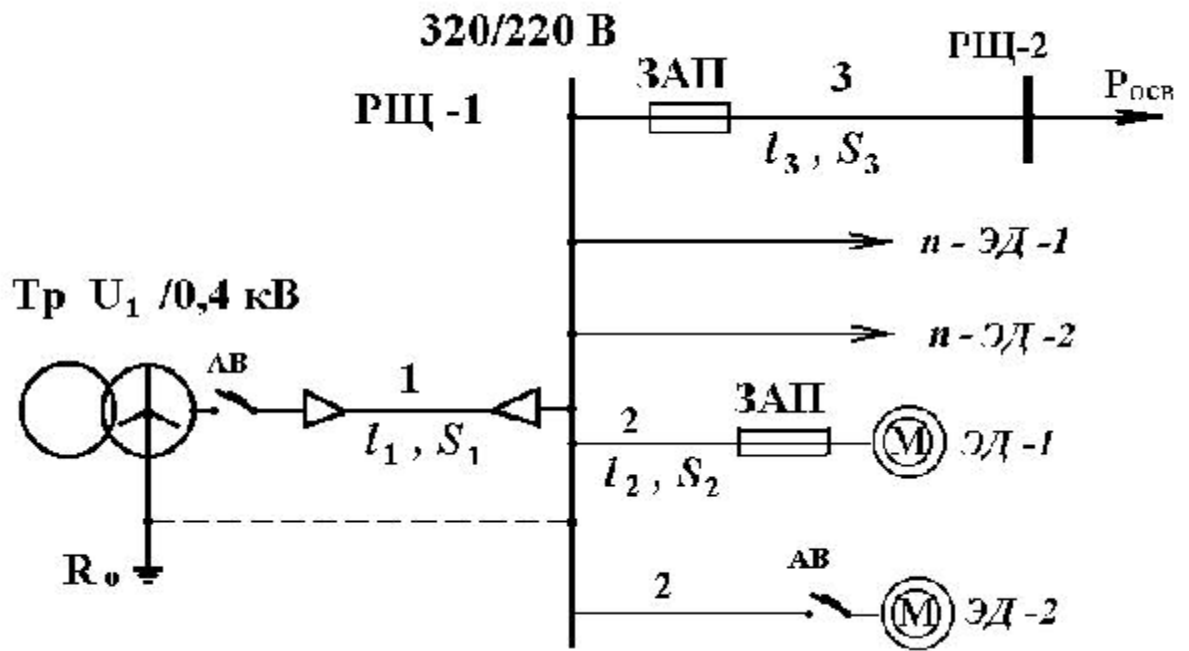 320/220 В
РЩ-2
ЗАП
3
Pосв
РЩ -1
l3 , S3
n - ЭД -1
Тр U1 /0,4 кВ
n - ЭД -2
АВ
1
ЗАП
2
М
ЭД -1
l1 , S1
l2 , S2
Rо
АВ
2
М
ЭД -2